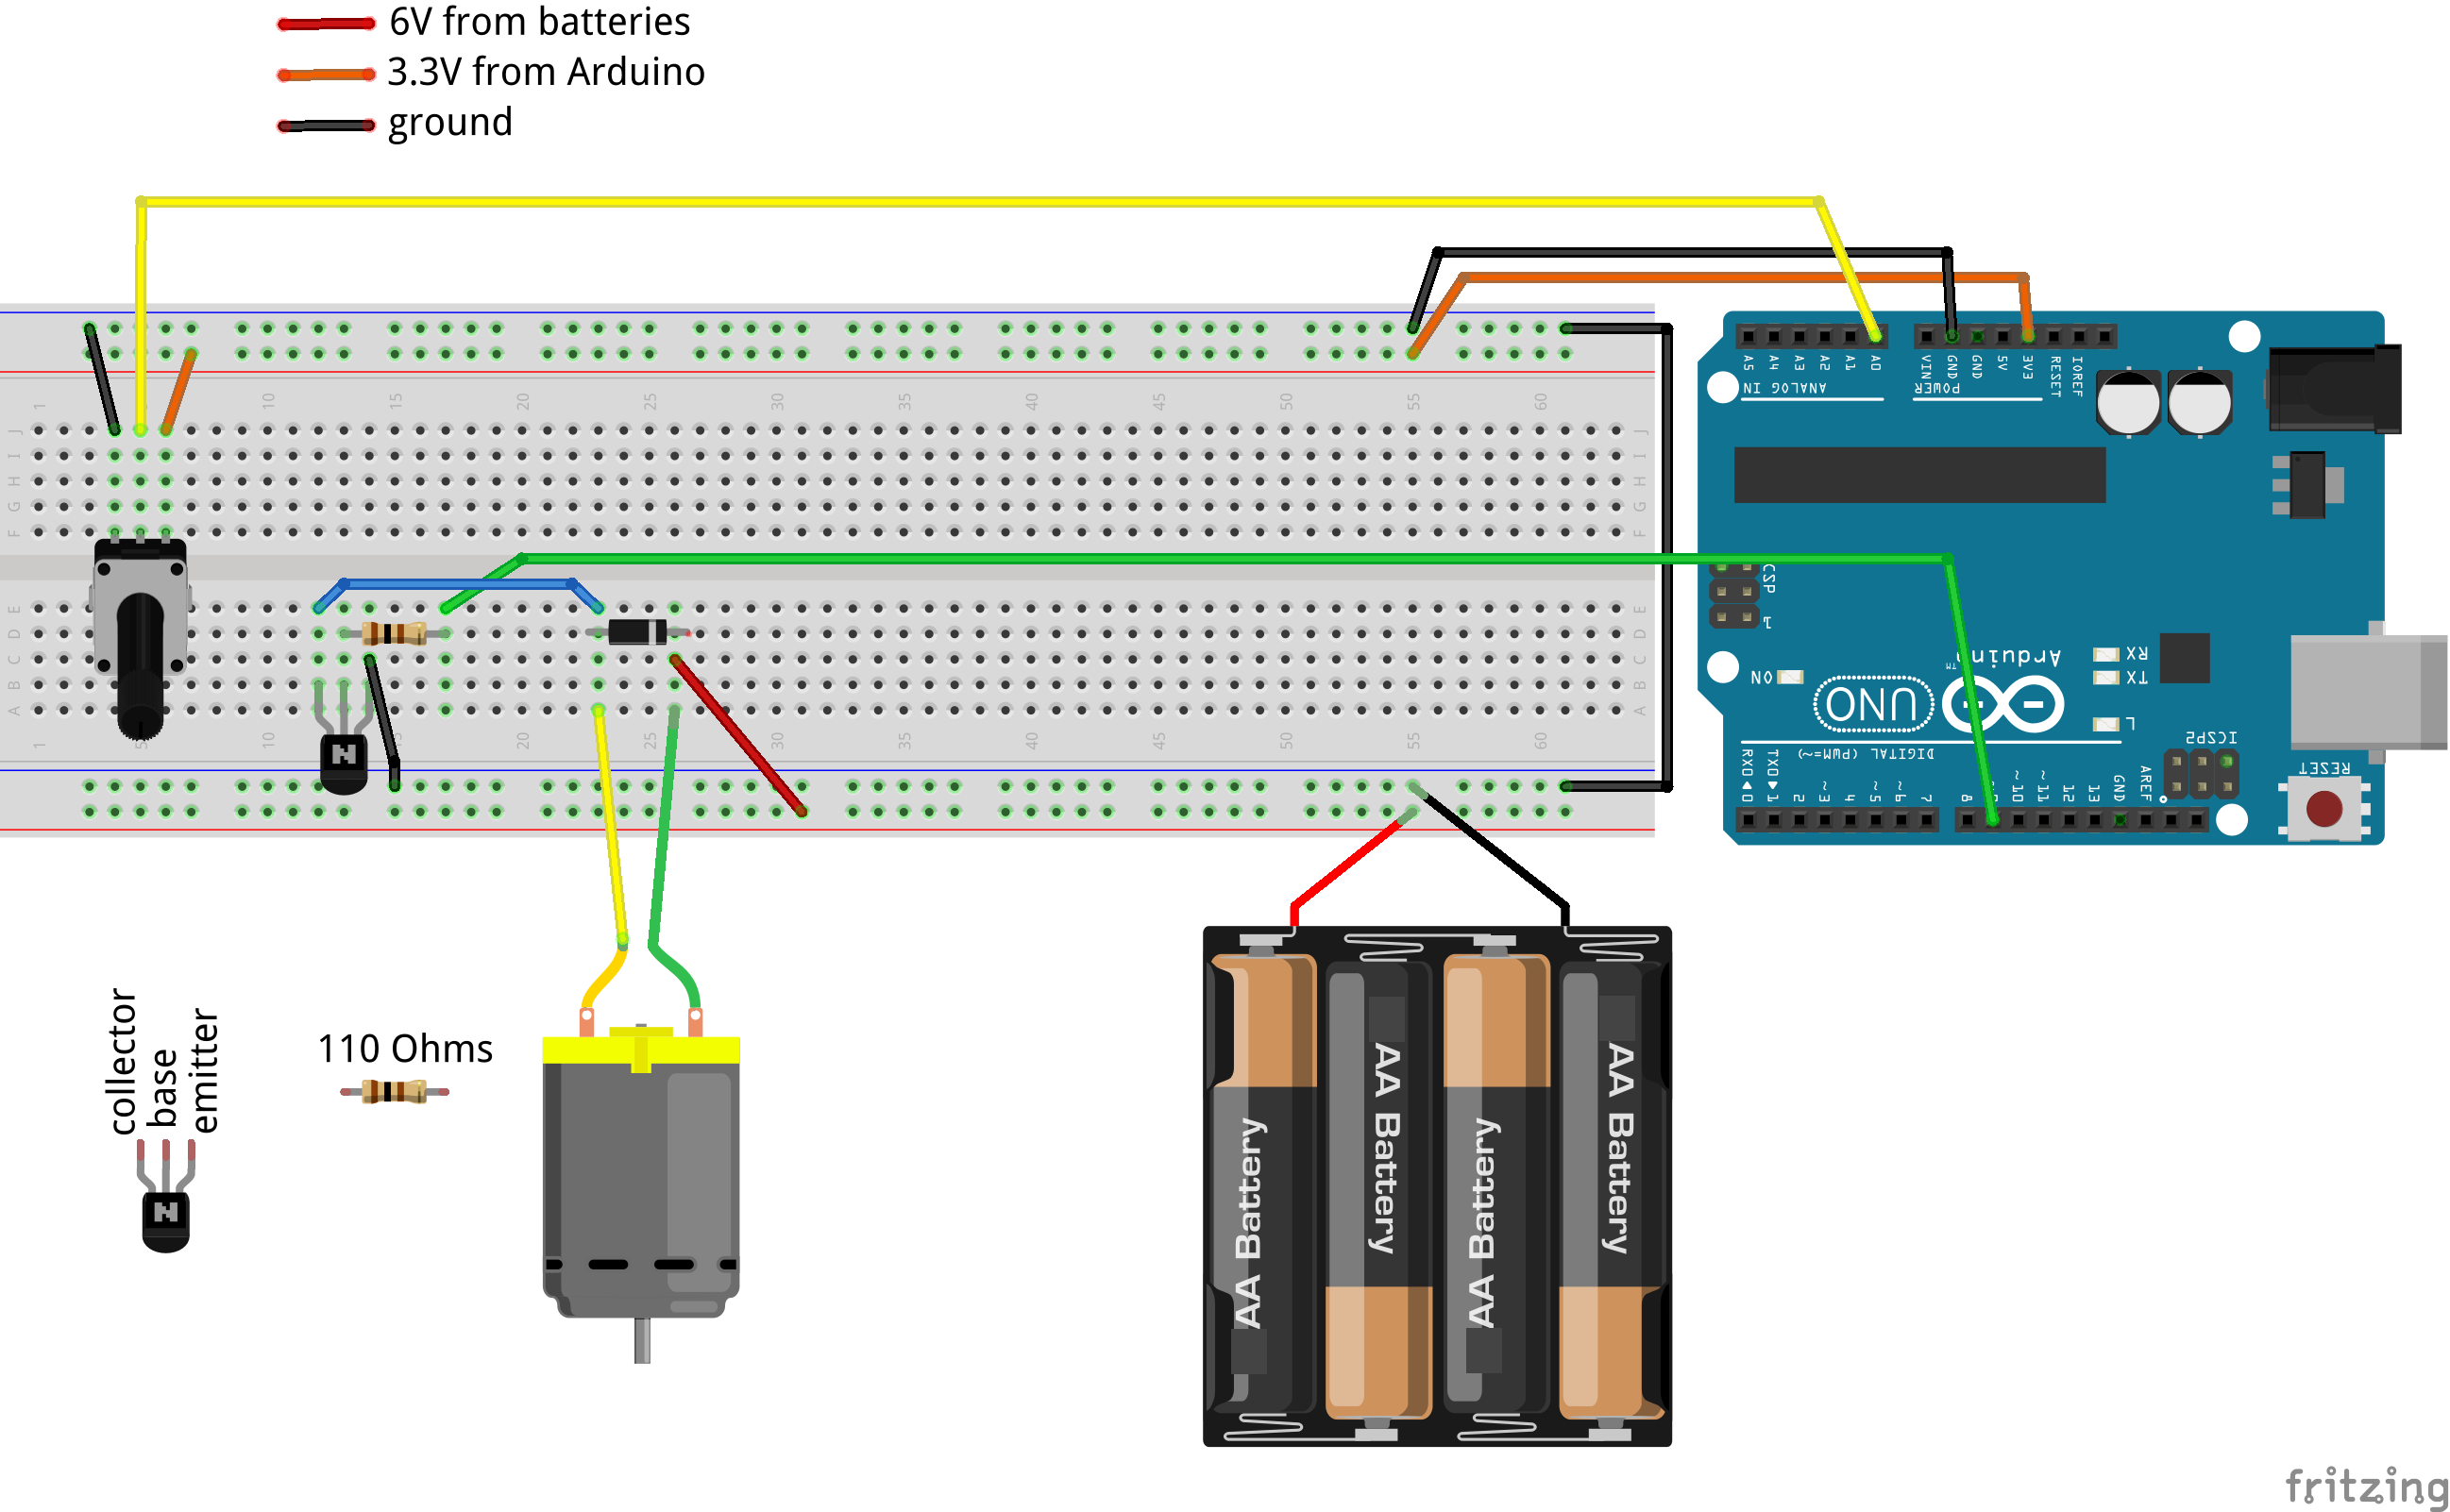 6V from batteries
3.3V from Arduino
ground
1 5 10 15 20 25 30 35 40 45 50 55 60
J I H G F
J I H G F
E D C B A
E D C B A
1 5 10 15 20 25 30 35 40 45 50 55 60
A5 A4 A3 A2 A1 A0 VIN GND GND 5V 3V3 RESET IOREF
ANALOG IN POWER
1
ON
Arduino
TM
UNO
RX
TX
L
ICSP2
RESET
DIGITAL (PWM=~)
RX0 0 TX0 1 2 ~3 4 ~5 ~6 7 8 ~10 ~11 12 13 GND AREF
N
collector
base
emitter
N
110 Ohms
AA Battery
AA Battery
AA Battery
AA Battery
fritzing